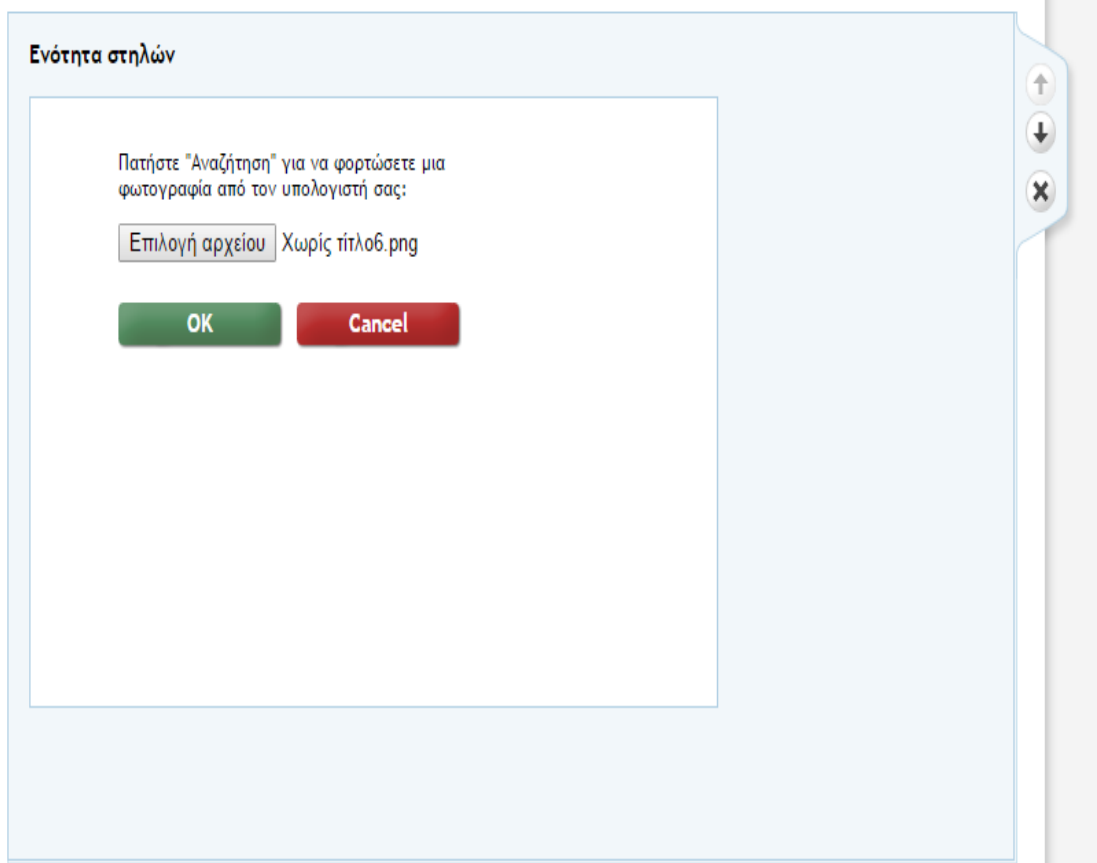 Ενότητα στηλών
Πατήστε "Αναζήτηση" για να φορτώσετε μια
φωτογραφία από τον υπολογιστή σας:
Επιλογή αρχείου Χωρίς τίτλο6.png
OK Cancel